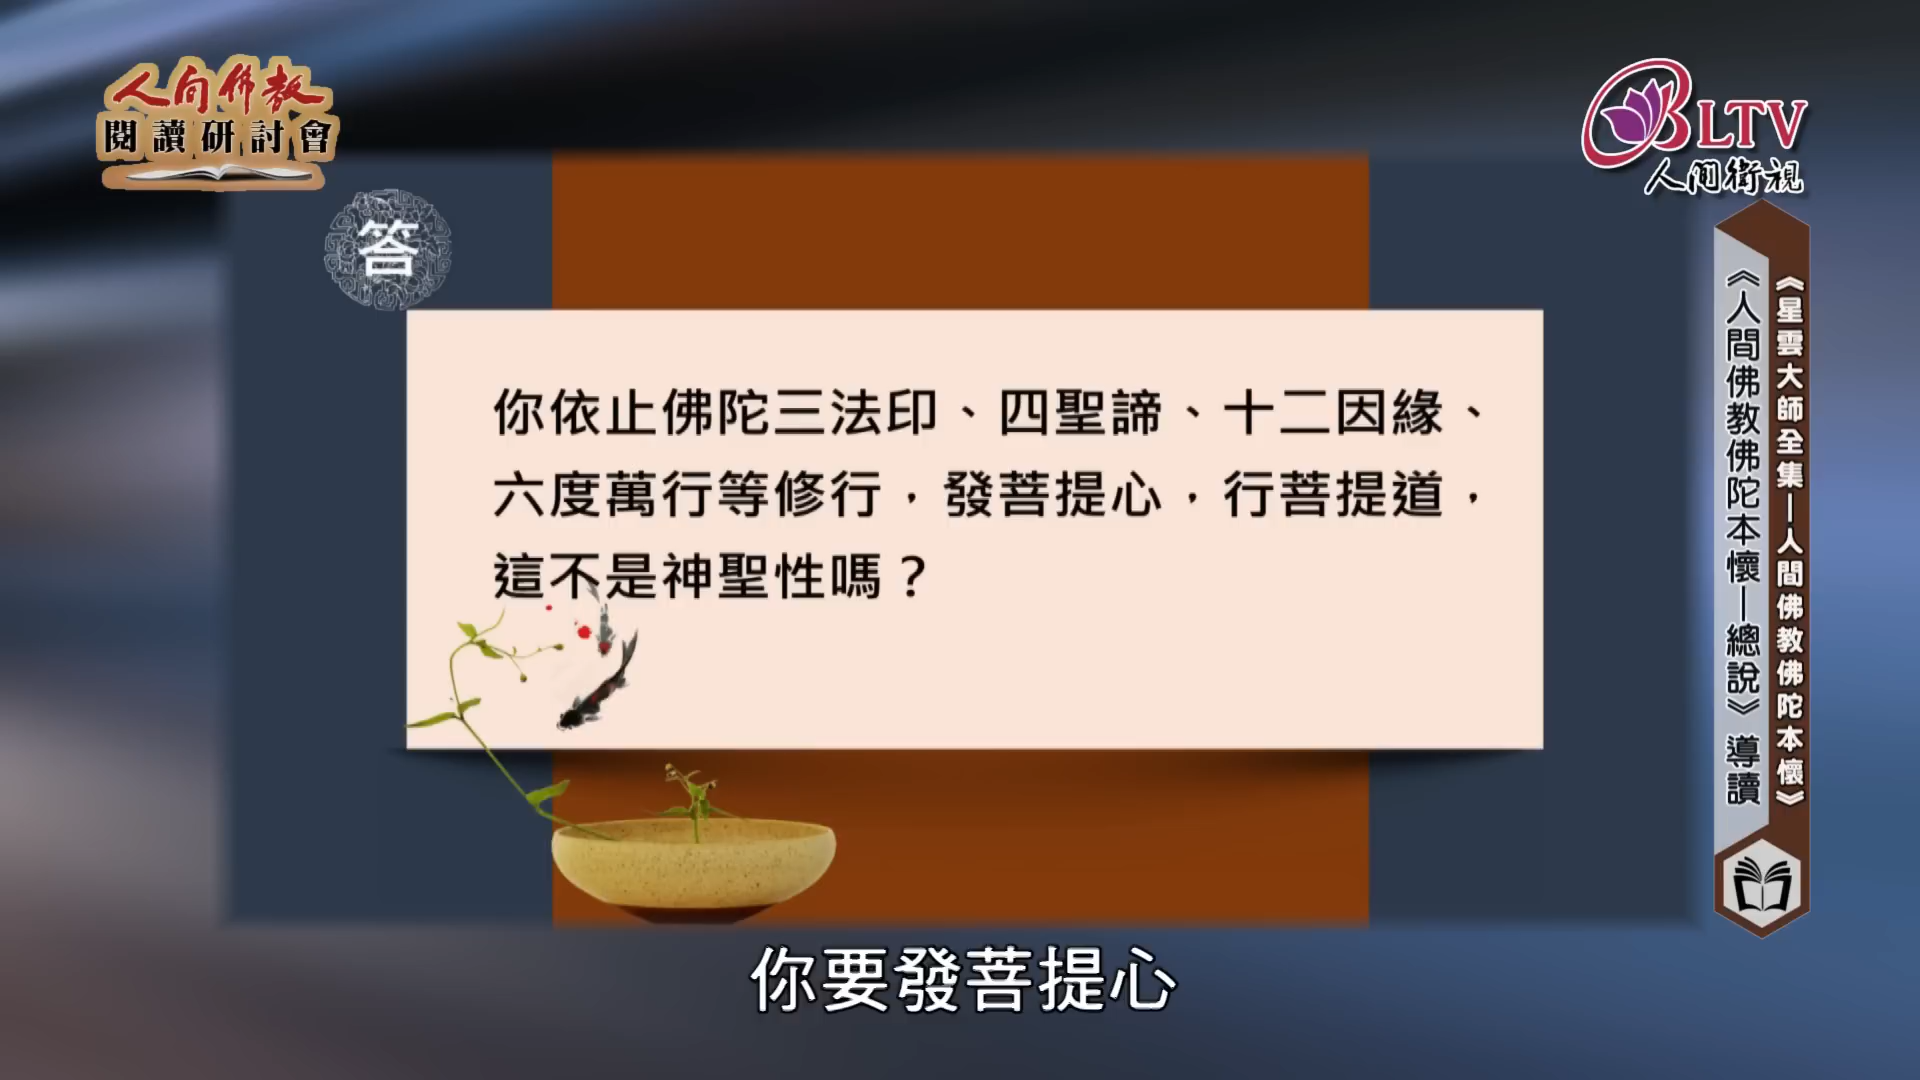 人间佛教
閱讀研討會
BLTV
人間衛視
答
你依止佛陀三法印、四聖諦、十二因緣、
六度萬行等修行，發菩提心，行菩提道，
這不是神聖性嗎？
《星雲大師全集—人間佛教佛陀本懷》
《人間佛教佛陀本懷—總說》導讀
你要發菩提心